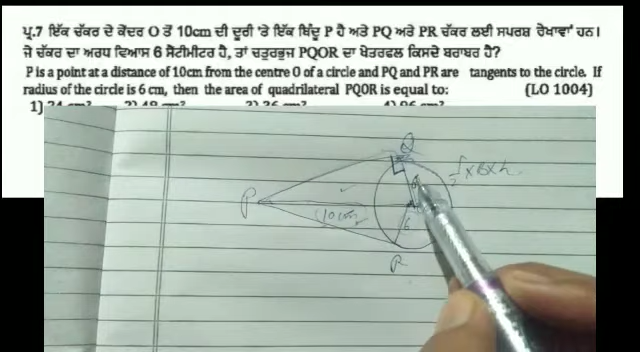 ਪ੍ਰ.7 ਇੱਕ ਚੱਕਰ ਦੇ ਕੇਂਦਰ O ਤੋਂ 10cm ਦੀ ਦੂਰੀ 'ਤੇ ਇੱਕ ਬਿੰਦੂ P ਹੈ ਅਤੇ PQ ਅਤੇ PR ਚੱਕਰ ਲਈ ਸਪਰਸ਼ ਰੇਖਾਵਾਂ ਹਨ।
ਜੇ ਚੱਕਰ ਦਾ ਅਰਧ ਵਿਆਸ 6 ਸੈਂਟੀਮੀਟਰ ਹੈ, ਤਾਂ ਚਤੁਰਭੁਜ PQOR ਦਾ ਖੇਤਰਫਲ ਕਿਸਦੇ ਬਰਾਬਰ ਹੈ?
P is a point at a distance of 10cm from the centre O of a circle and PQ and PR are tangents to the circle. If
radius of the circle is 6 cm, then the area of quadrilateral PQOR is equal to: (LO 1004)
1)
Q
P
10cm
6
R